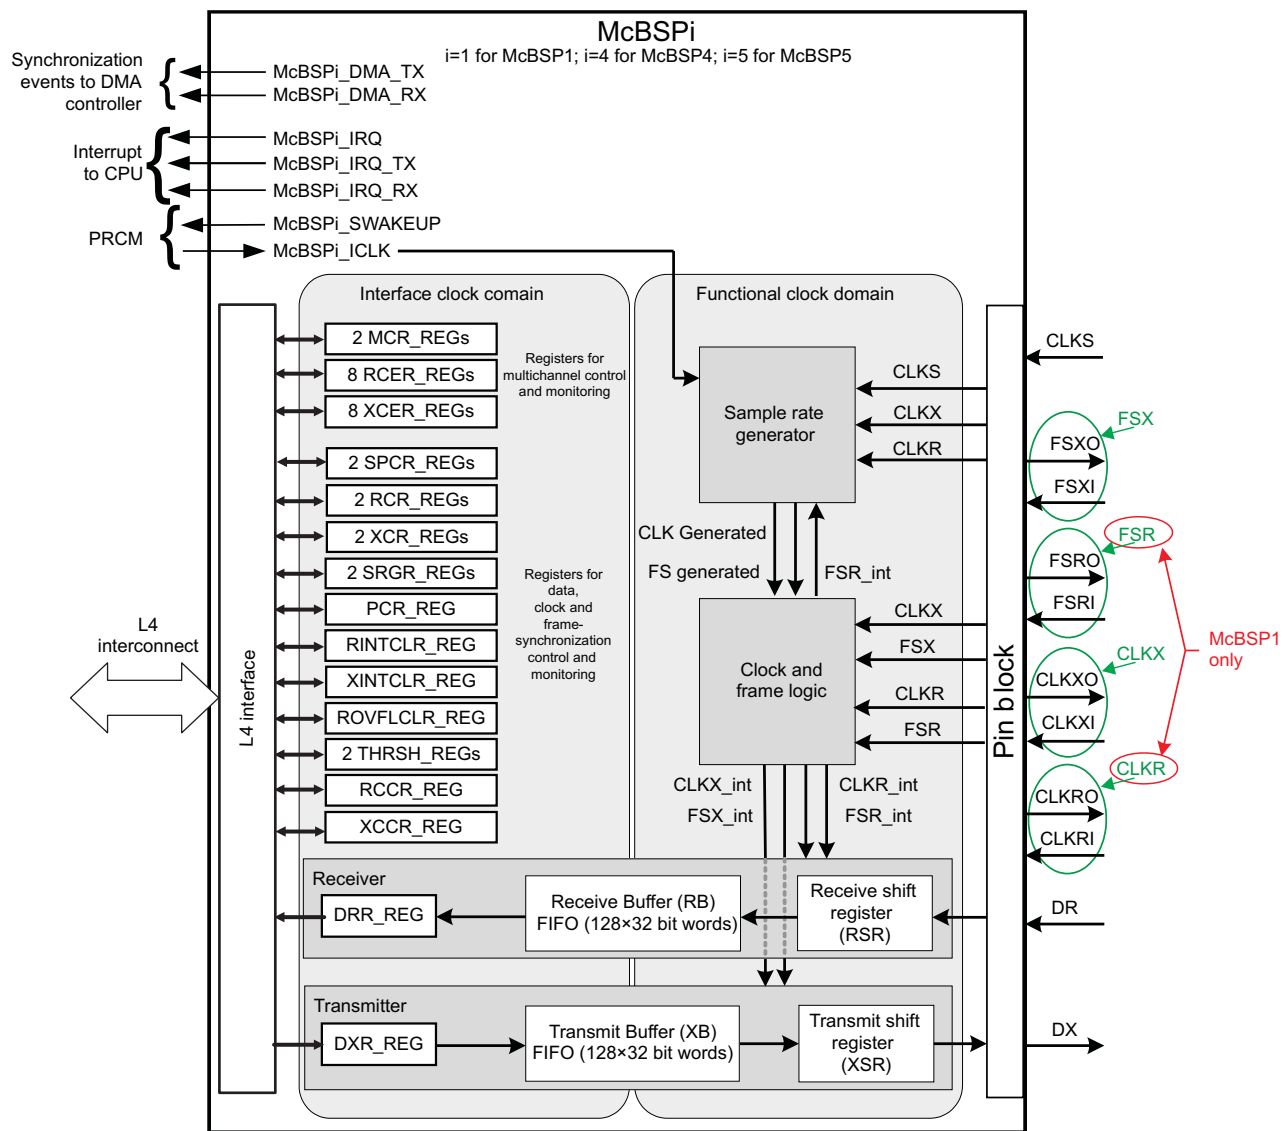 McBSPi
i=1 for McBSP1; i=4 for McBSP4; i=5 for McBSP5
Synchronization
events to DMA
controller
McBSPi_DMA_TX
McBSPi_DMA_RX
Interrupt
to CPU
McBSPi_IRQ
McBSPi_IRQ_TX
McBSPi_IRQ_RX
PRCM
McBSPi_SWAKEUP
McBSPi_ICLK
Interface clock comain
Functional clock domain
2 MCR_REGs
8 RCER_REGs
8 XCER_REGs
Registers for
multichannel control
and monitoring
2 SPCR_REGs
2 RCR_REGs
2 XCR_REGs
2 SRGR_REGs
PCR_REG
RINTCLR_REG
XINTCLR_REG
ROVFLCLR_REG
2 THRSH_REGs
RCCR_REG
XCCR_REG
Registers for
data,
clock and
frame-
synchronization
control and
monitoring
L4
interconnect
L4 interface
Sample rate
generator
CLKS
CLKX
CLKR
CLK Generated
FS generated
FSR_int
Clock and
frame logic
CLKX
FSX
CLKR
FSR
CLKX_int
FSX_int
CLKR_int
FSR_int
Pin block
CLKS
FSX
FSXO
FSXI
FSR
FSRO
FSRI
McBSP1
only
CLKX
CLKXO
CLKXI
CLKR
CLKRO
CLKRI
DR
DX
Receiver
DRR_REG
Receive Buffer (RB)
FIFO (128×32 bit words)
Receive shift
register
(RSR)
Transmitter
DXR_REG
Transmit Buffer (XB)
FIFO (128×32 bit words)
Transmit shift
register
(XSR)